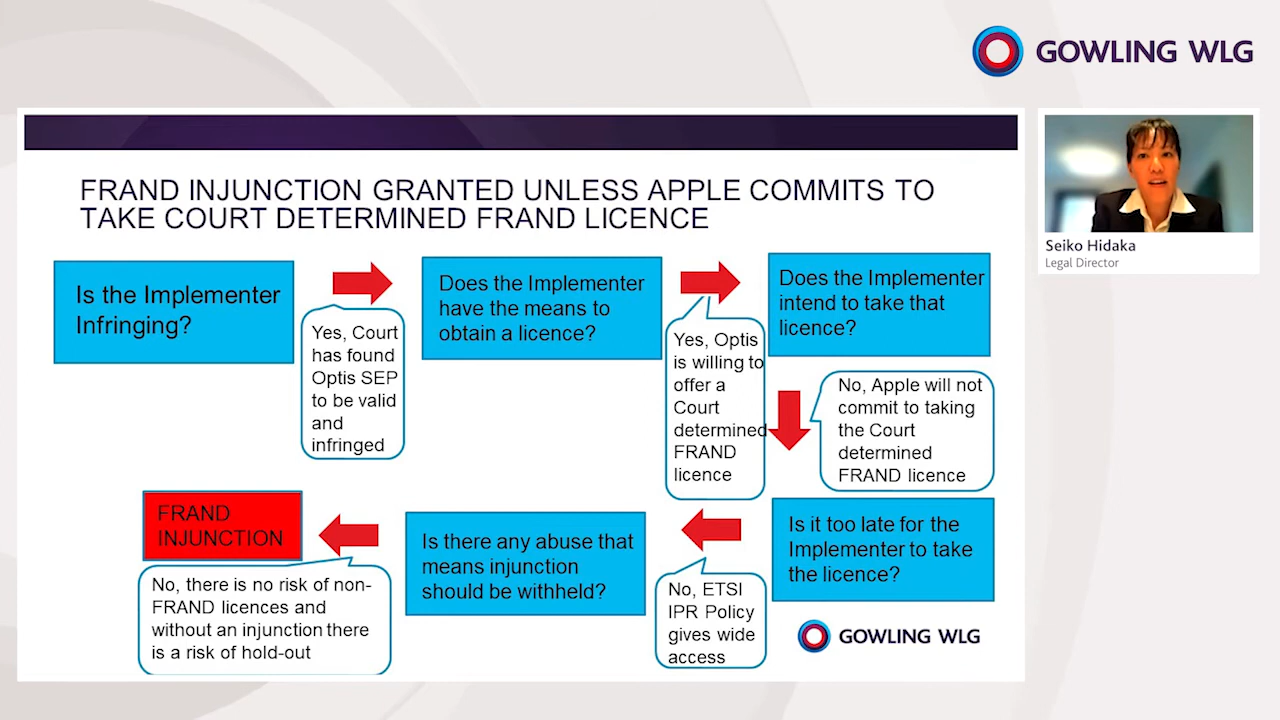 GOWLING WLG
FRAND INJUNCTION GRANTED UNLESS APPLE COMMITS TO
TAKE COURT DETERMINED FRAND LICENCE
Seiko Hidaka
Legal Director
Is the Implementer
Infringing?
Yes, Court
has found
Optis SEP
to be valid
and
infringed
Does the Implementer
have the means to
obtain a licence?
Yes, Optis
is willing to
offer a
Court
determined
FRAND
licence
Does the Implementer
intend to take that
licence?
No, Apple will not
commit to taking
the Court
determined
FRAND licence
Is it too late for the
Implementer to take
the licence?
No, ETSI
IPR Policy
gives wide
access
Is there any abuse that
means injunction
should be withheld?
No, there is no risk of non-
FRAND licences and
without an injunction there
is a risk of hold-out
FRAND
INJUNCTION
GOWLING WLG